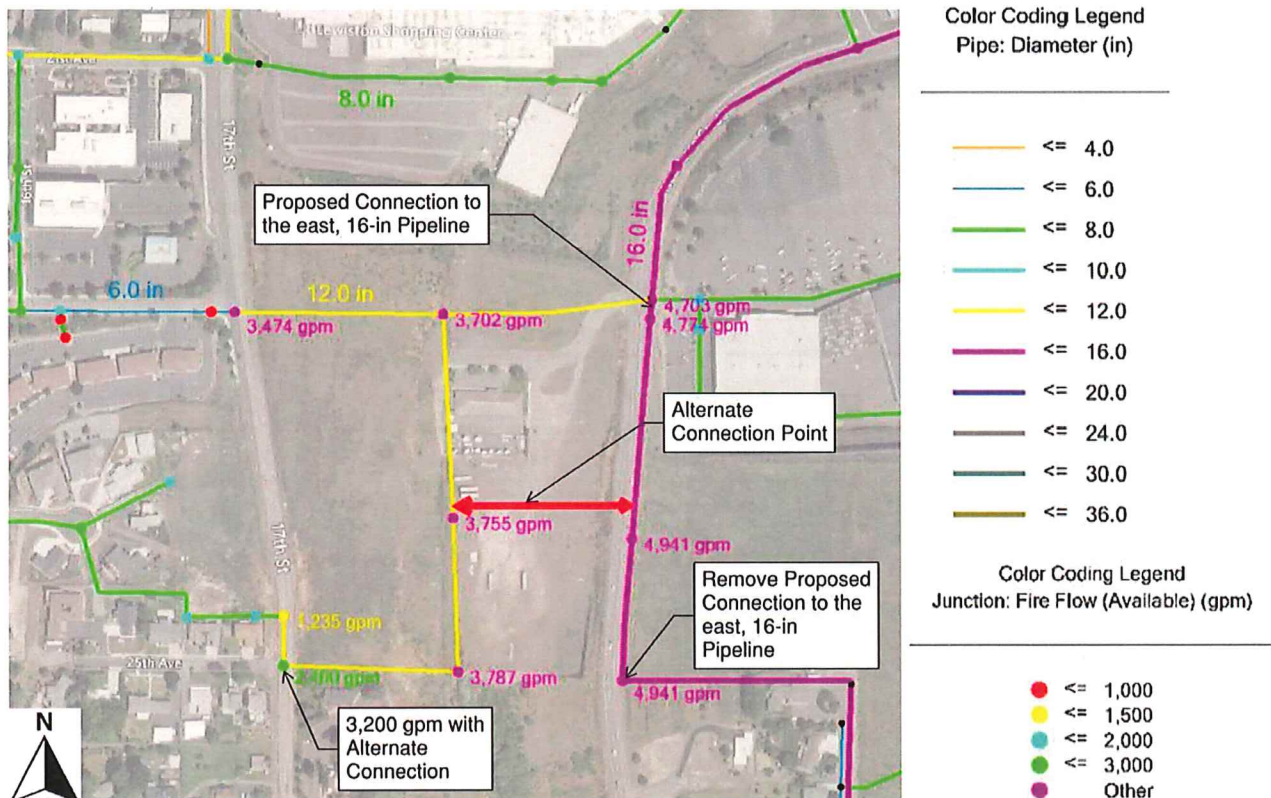 Lewiston Shopping Center
21st Ave
17th St
8.0 in
16th St
Proposed Connection to
the east, 16-in Pipeline
16.0 in
6.0 in
12.0 in
3,474 gpm
3,702 gpm
4,703 gpm
4,774 gpm
Alternate
Connection Point
3,755 gpm
4,941 gpm
17th St
Remove Proposed
Connection to the
east, 16-in
Pipeline
1,235 gpm
25th Ave
2,400 gpm
3,787 gpm
4,941 gpm
3,200 gpm with
Alternate
Connection
N
Color Coding Legend
Pipe: Diameter (in)
<= 4.0
<= 6.0
<= 8.0
<= 10.0
<= 12.0
<= 16.0
<= 20.0
<= 24.0
<= 30.0
<= 36.0
Color Coding Legend
Junction: Fire Flow (Available) (gpm)
<= 1,000
<= 1,500
<= 2,000
<= 3,000
Other